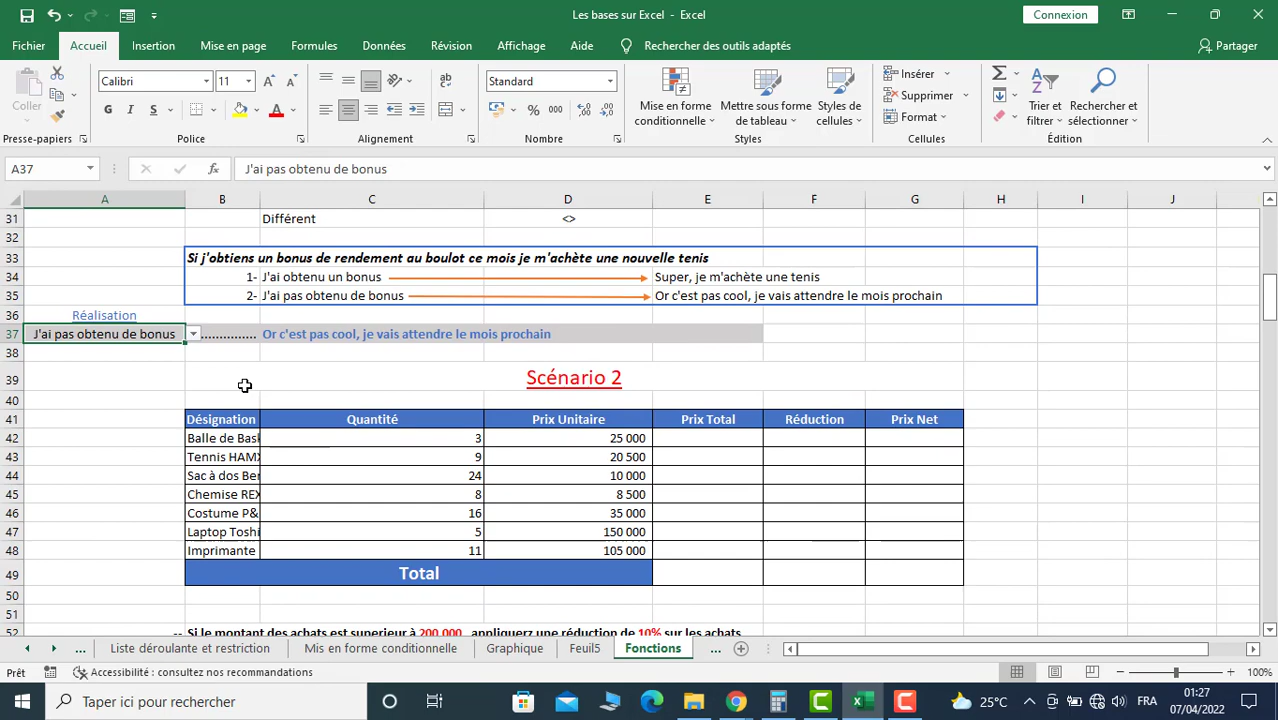 Les bases sur Excel - Excel
Connexion
Fichier Accueil Insertion Mise en page Formules Données Révision Affichage Aide Rechercher des outils adaptés Partager
Coller
Calibri 11
G I S A
ab
Standard
% 000
Mise en forme conditionnelle
Mettre sous forme de tableau
Styles de cellules
Insérer
Supprimer
Format
Trier et filtrer
Rechercher et sélectionner
Presse-papiers Police Alignement Nombre Styles Cellules Édition
A37 fx J'ai pas obtenu de bonus
A B C D E F G H I J
31 Différent <>
32
33 Si j'obtiens un bonus de rendement au boulot ce mois je m'achète une nouvelle tenis
34 1- J'ai obtenu un bonus Super, je m'achète une tenis
35 2- J'ai pas obtenu de bonus Or c'est pas cool, je vais attendre le mois prochain
36 Réalisation
37 J'ai pas obtenu de bonus ............... Or c'est pas cool, je vais attendre le mois prochain
38
39 Scénario 2
40
41 Désignation Quantité Prix Unitaire Prix Total Réduction Prix Net
42 Balle de Bask 3 25 000
43 Tennis HAMX 9 20 500
44 Sac à dos Ber 24 10 000
45 Chemise REX 8 8 500
46 Costume P& 16 35 000
47 Laptop Toshi 5 150 000
48 Imprimante 11 105 000
49 Total
50
51
52 -- Si le montant des achats est superieur à 200 000 , appliquerz une réduction de 10% sur les achats
... Liste déroulante et restriction Mis en forme conditionnelle Graphique Feuil5 Fonctions ...
Prêt Accessibilité : consultez nos recommandations 100%
Taper ici pour rechercher 25°C FRA 01:27
07/04/2022